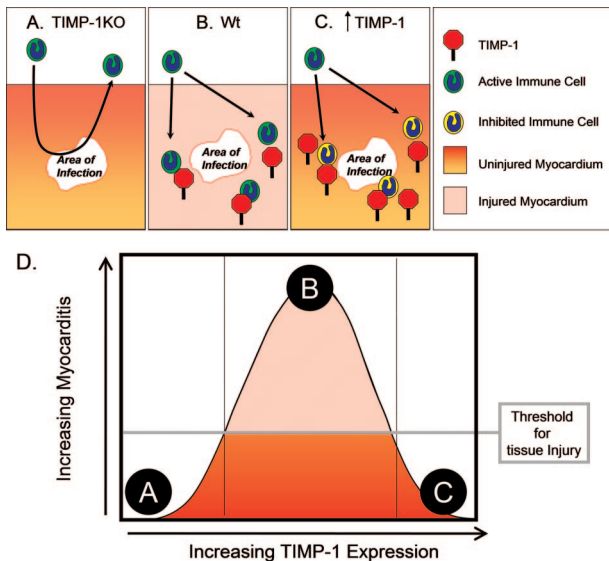 A. TIMP-1KO
Area of
Infection
B. Wt
Area of
Infection
C. ↑ TIMP-1
Area of
Infection
TIMP-1
Active Immune Cell
Inhibited Immune Cell
Uninjured Myocardium
Injured Myocardium
D.
Increasing Myocarditis
A
B
C
Threshold
for
tissue Injury
Increasing TIMP-1 Expression